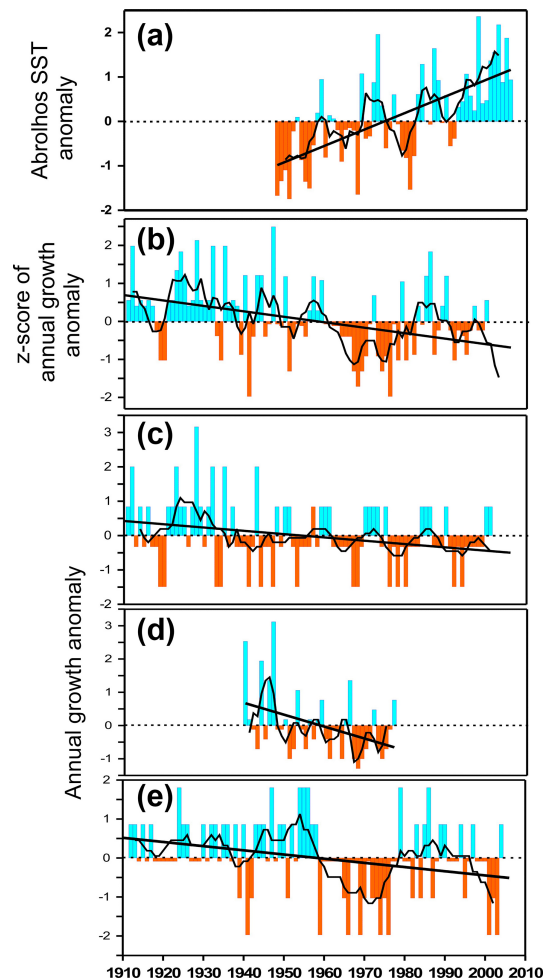 (a)
Abrolhos SST
anomaly
2
1
0
-1
-2
(b)
z-score of
annual growth
anomaly
2
1
0
-1
-2
(c)
3
2
1
0
-1
-2
Annual growth anomaly
(d)
3
2
1
0
-1
(e)
2
1
0
-1
-2
1910 1920 1930 1940 1950 1960 1970 1980 1990 2000 2010